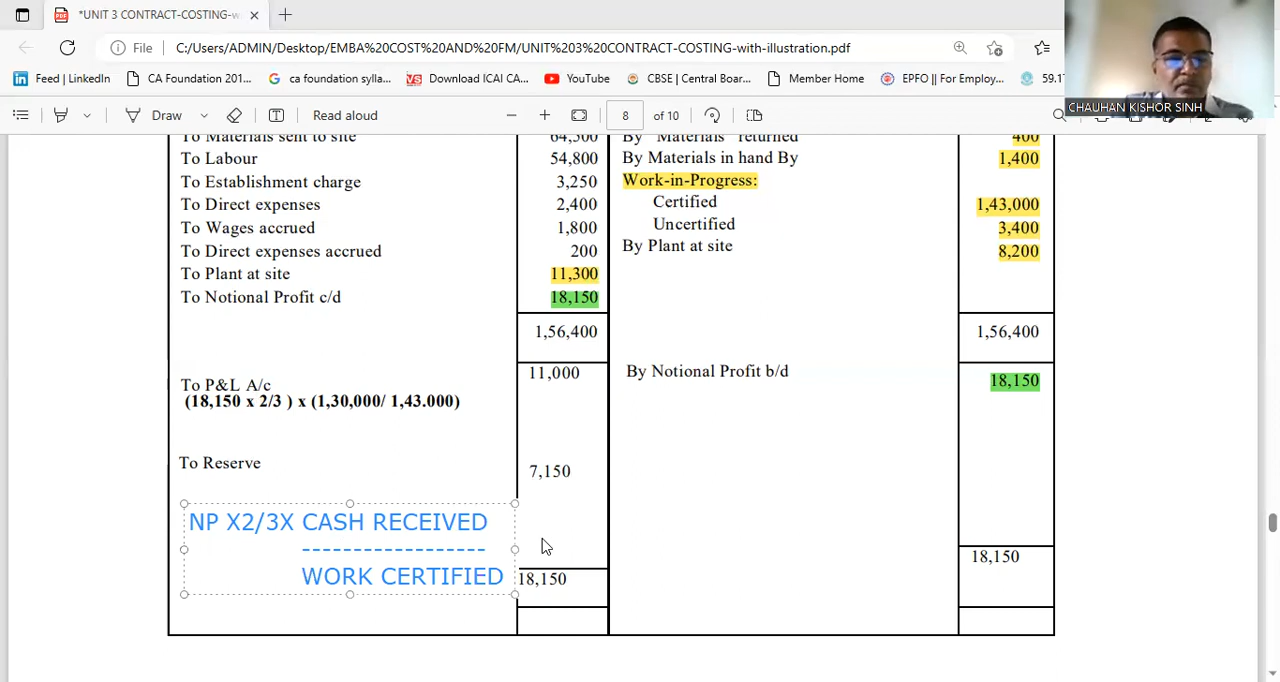 *UNIT 3 CONTRACT-COSTING-w
File C:/Users/ADMIN/Desktop/EMBA%20COST%20AND%20FM/UNIT%203%20CONTRACT-COSTING-with-illustration.pdf
Feed | LinkedIn CA Foundation 201... ca foundation sylla... Download ICAI CA... YouTube CBSE | Central Boar... Member Home EPFO || For Employ... 59.1
CHAUHAN KISHOR SINH
Draw Read aloud 8 of 10
To Materials sent to site 64,500 By Materials returned 400
To Labour 54,800 By Materials in hand By 1,400
To Establishment charge 3,250 Work-in-Progress:
To Direct expenses 2,400 Certified 1,43,000
To Wages accrued 1,800 Uncertified 3,400
To Direct expenses accrued 200 By Plant at site 8,200
To Plant at site 11,300
To Notional Profit c/d 18,150
1,56,400 1,56,400
To P&L A/c 11,000 By Notional Profit b/d 18,150
(18,150 x 2/3 ) x (1,30,000/ 1,43.000)
To Reserve 7,150
NP X2/3X CASH RECEIVED
------------------
WORK CERTIFIED
18,150 18,150